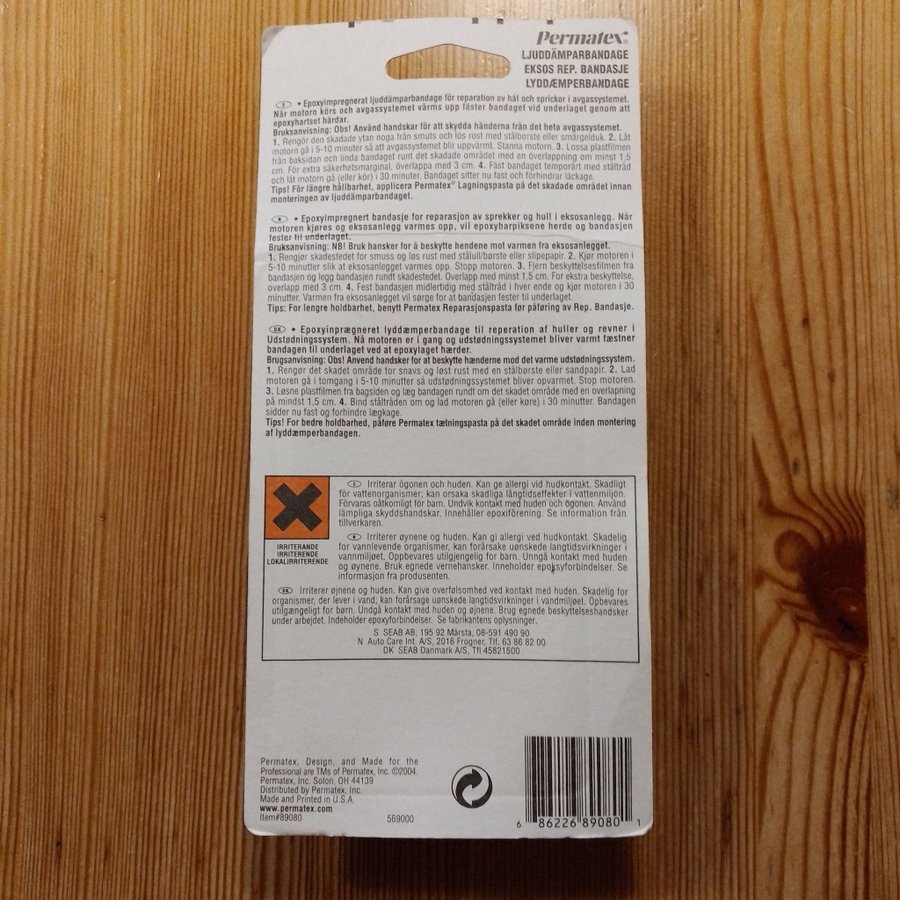 Permatex®
LJUDDÄMPARBANDAGE
EKSOS REP. BANDASJE
LYDDÆMPERBANDAGE
S • Epoxyimpregnerat ljuddämparbandage för reparation av hål och sprickor i avgassystemet.
När motorn körs och avgassystemet värms upp fäster bandaget vid underlaget genom att
epoxyhartset härdar.
Bruksanvisning: Obs! Använd handskar för att skydda händerna från det heta avgassystemet.
1. Rengör den skadade ytan noga från smuts och lös rost med stålborste eller smärgelduk. 2. Låt
motorn gå i 5-10 minuter så att avgassystemet blir uppvärmt. Stanna motorn. 3. Lossa plastfilmen
från baksidan och linda bandaget runt det skadade området med en överlappning om minst 1,5
cm. För extra säkerhetsmarginal, överlappa med 3 cm. 4. Fäst bandaget temporärt med ståltråd
och låt motorn gå (eller kör) i 30 minuter. Bandaget sitter nu fast och förhindrar läckage.
Tips! För längre hållbarhet, applicera Permatex® Lagningspasta på det skadade området innan
monteringen av ljuddämparbandaget.
N • Epoxyimpregnert bandasje for reparasjon av sprekker og hull i eksosanlegg. Når
motoren kjøres og eksosanlegg varmes opp, vil epoxyharpiksene herde og bandasjen
fester til underlaget.
Bruksanvisning: NB! Bruk hansker for å beskytte hendene mot varmen fra eksosanlegget.
1. Rengjør skadestedet for smuss og løs rust med stålull/børste eller slipepapir. 2. Kjør motoren i
5-10 minutter slik at eksosanlegget varmes opp. Stopp motoren. 3. Fjern beskyttelsesfilmen fra
bandasjen og legg bandasjen rundt skadestedet. Overlapp med minst 1,5 cm. For ekstra beskyttelse,
overlapp med 3 cm. 4. Fest bandasjen midlertidig med ståltråd i hver ende og kjør motoren i 30
minutter. Varmen fra eksosanlegget vil sørge for at bandasjen fester til underlaget.
Tips: For lengre holdbarhet, benytt Permatex Reparasjonspasta før påføring av Rep. Bandasje.
DK • Epoxyinprægneret lyddæmperbandage til reperation af huller og revner i
Udstødningssystem. Nå motoren er i gang og udstødningssystemet bliver varmt fæstner
bandagen til underlaget ved at epoxylaget hærder.
Brugsanvisning: Obs! Anvend handsker for at beskytte hænderne mod det varme udstødningssystem.
1. Rengør det skadet område for snavs og løst rust med en stålbørste eller sandpapir. 2. Lad
motoren gå i tomgang i 5-10 minutter så udstødningssystemet bliver opvarmet. Stop motoren.
3. Løsne plastfilmen fra bagsiden og læg bandagen rundt om det skadet område med en overlapning
på mindst 1,5 cm. 4. Bind ståltråden om og lad motoren gå (eller køre) i 30 minutter. Bandagen
sidder nu fast og forhindre lægkage.
Tips! For bedre holdbarhed, påføre Permatex tætningspasta på det skadet område inden montering
af lyddæmperbandagen.
IRRITERANDE
IRRITERENDE
LOKALIRRITERENDE
S Irriterar ögonen och huden. Kan ge allergi vid hudkontakt. Skadligt
för vattenorganismer; kan orsaka skadliga långtidseffekter i vattenmiljön.
Förvaras oåtkomligt för barn. Undvik kontakt med huden och ögonen. Använd
lämpliga skyddshandskar. Innehåller epoxiförening. Se information från
tillverkaren.
N Irriterer øynene og huden. Kan gi allergi ved hudkontakt. Skadelig
for vannlevende organismer, kan forårsake uønskede langtidsvirkninger i
vannmiljøet. Oppbevares utilgjengelig for barn. Unngå kontakt med huden
og øynene. Bruk egnede vernehansker. Inneholder epoksyforbindelser. Se
informasjon fra produsenten.
DK Irriterer øjnene og huden. Kan give overfølsomhed ved kontakt med huden. Skadelig for
organismer, der lever i vand; kan forårsage uønskede langtidsvirkninger i vandmiljøet. Opbevares
utilgængeligt for børn. Undgå kontakt med huden og øjnene. Brug egnede beskyttelseshandsker
under arbejdet. Indeholder epoxyforbindelser. Se fabrikantens oplysninger.
S SEAB AB, 195 92 Märsta, 08-591 490 90
N Auto Care Int. A/S, 2016 Frogner, Tlf. 63 86 82 00
DK SEAB Danmark A/S, Tfl 45821500
Permatex, Design, and Made for the
Professional are TMs of Permatex, Inc. ©2004.
Permatex, Inc. Solon, OH 44139
Distributed by Permatex, Inc.
Made and Printed in U.S.A.
www.permatex.com
Item#89080
569000
6 86226 89080 1